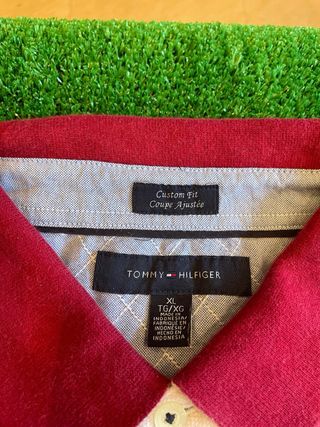 Custom Fit
Coupe Ajustée
TOMMY HILFIGER
XL
TG/XG
MADE IN
INDONESIA/
FABRIQUÉ EN
INDONÉSIE/
HECHO EN
INDONESIA